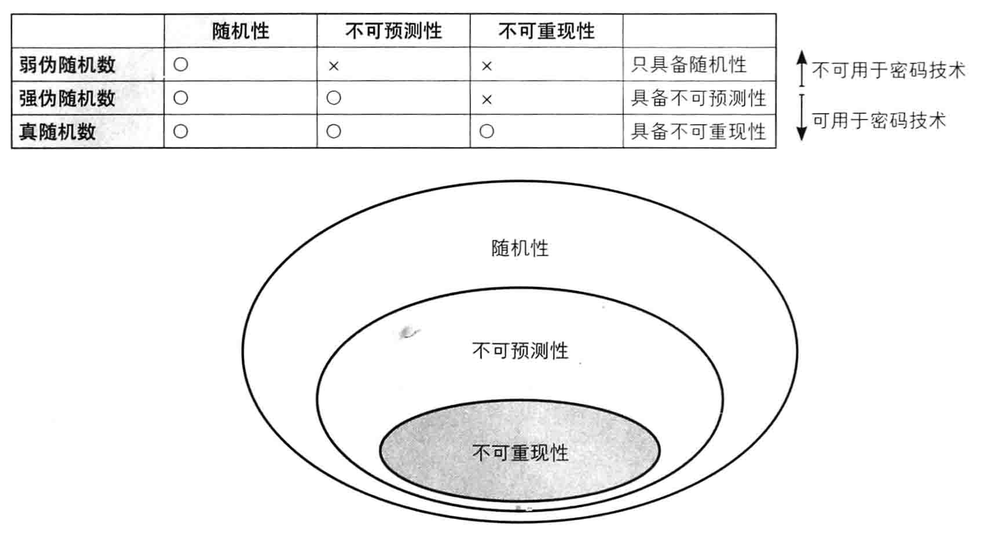 随机性 不可预测性 不可重现性
弱伪随机数 ○ × × 只具备随机性
强伪随机数 ○ ○ × 具备不可预测性
真随机数 ○ ○ ○ 具备不可重现性
不可用于密码技术
可用于密码技术
随机性
不可预测性
不可重现性